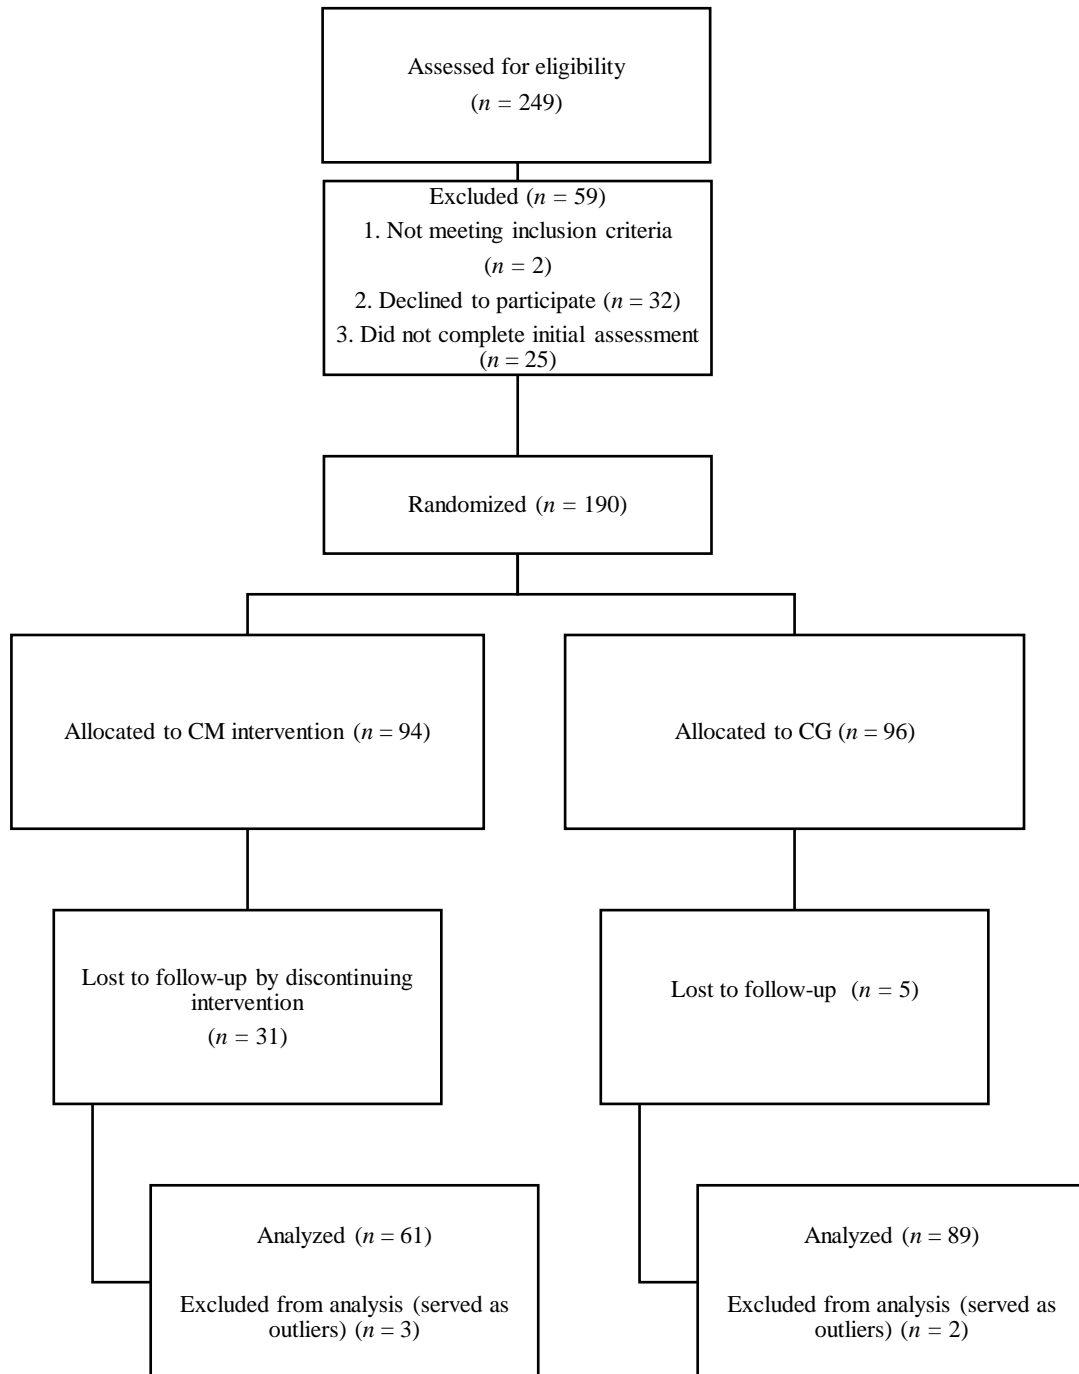 Assessed for eligibility
(n = 249)
Excluded (n = 59)
1. Not meeting inclusion criteria
(n = 2)
2. Declined to participate (n = 32)
3. Did not complete initial assessment
(n = 25)
Randomized (n = 190)
Allocated to CM intervention (n = 94)
Allocated to CG (n = 96)
Lost to follow-up by discontinuing
intervention
(n = 31)
Lost to follow-up (n = 5)
Analyzed (n = 61)
Excluded from analysis (served as
outliers) (n = 3)
Analyzed (n = 89)
Excluded from analysis (served as
outliers) (n = 2)